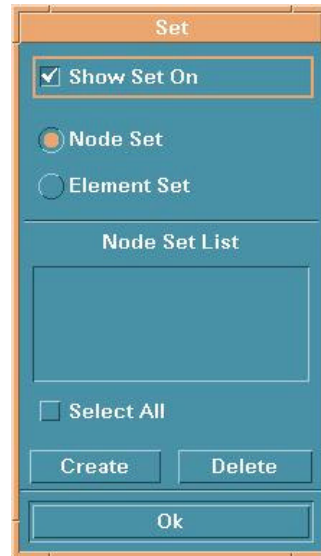 Set
Show Set On
Node Set
Element Set
Node Set List
Select All
Create Delete
Ok